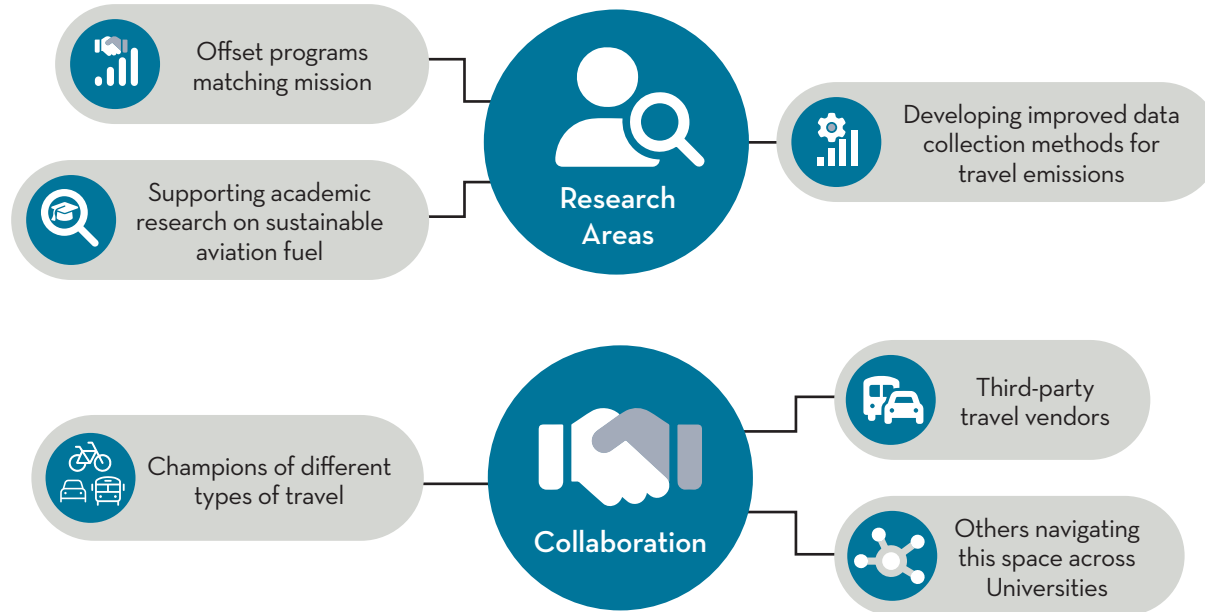 Offset programs
matching mission
Supporting academic
research on sustainable
aviation fuel
Research
Areas
Developing improved data
collection methods for
travel emissions
Champions of different
types of travel
Collaboration
Third-party
travel vendors
Others navigating
this space across
Universities